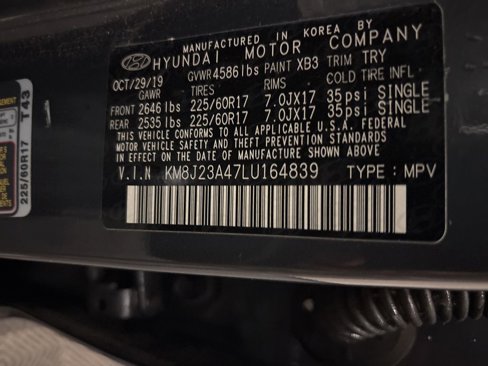 MANUFACTURED IN KOREA BY
HYUNDAI MOTOR COMPANY
OCT/29/19 GVWR 4586 lbs PAINT XB3 TRIM TRY
GAWR TIRES RIMS COLD TIRE INFL.
FRONT 2646 lbs 225/60R17 7.0JX17 35psi SINGLE
REAR 2535 lbs 225/60R17 7.0JX17 35psi SINGLE
THIS VEHICLE CONFORMS TO ALL APPLICABLE U.S.A. FEDERAL
MOTOR VEHICLE SAFETY, BUMPER, AND THEFT PREVENTION STANDARDS
IN EFFECT ON THE DATE OF MANUFACTURE SHOWN ABOVE.
V.I.N KM8J23A47LU164839 TYPE : MPV
225/60R17 T43